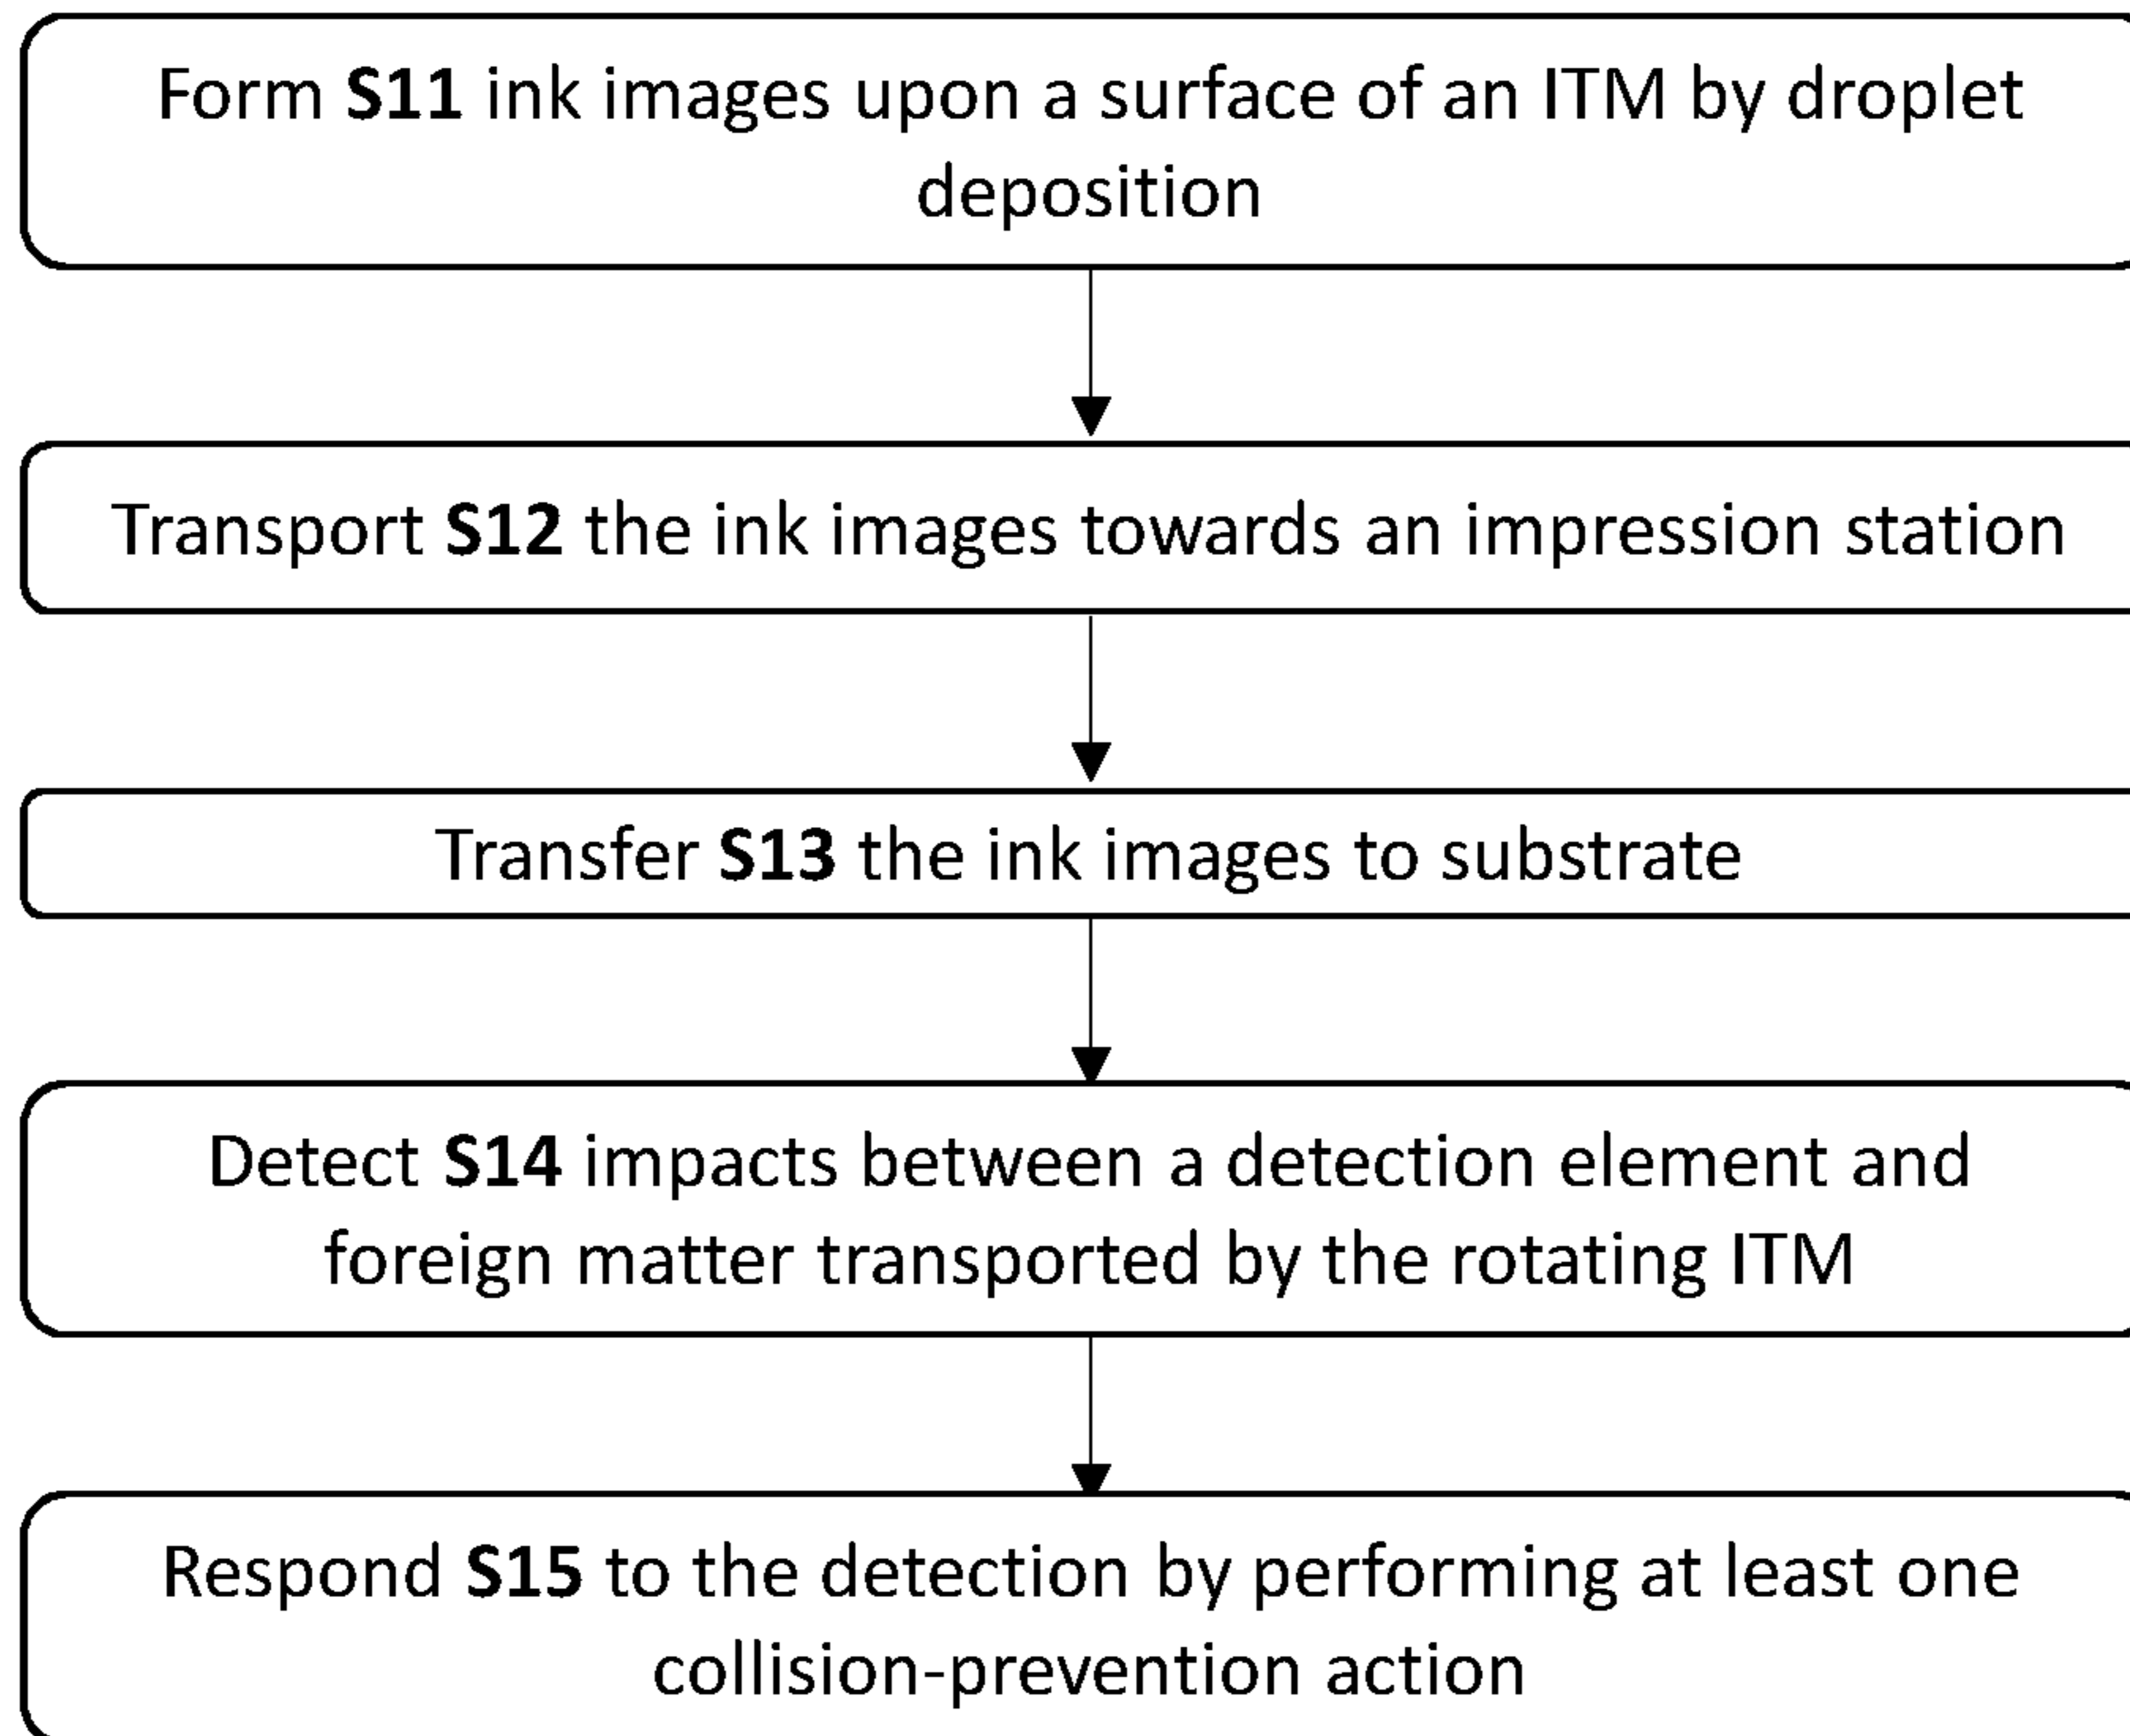 Form S11 ink images upon a surface of an ITM by droplet
deposition
Transport S12 the ink images towards an impression station
Transfer S13 the ink images to substrate
Detect S14 impacts between a detection element and
foreign matter transported by the rotating ITM
Respond S15 to the detection by performing at least one
collision-prevention action